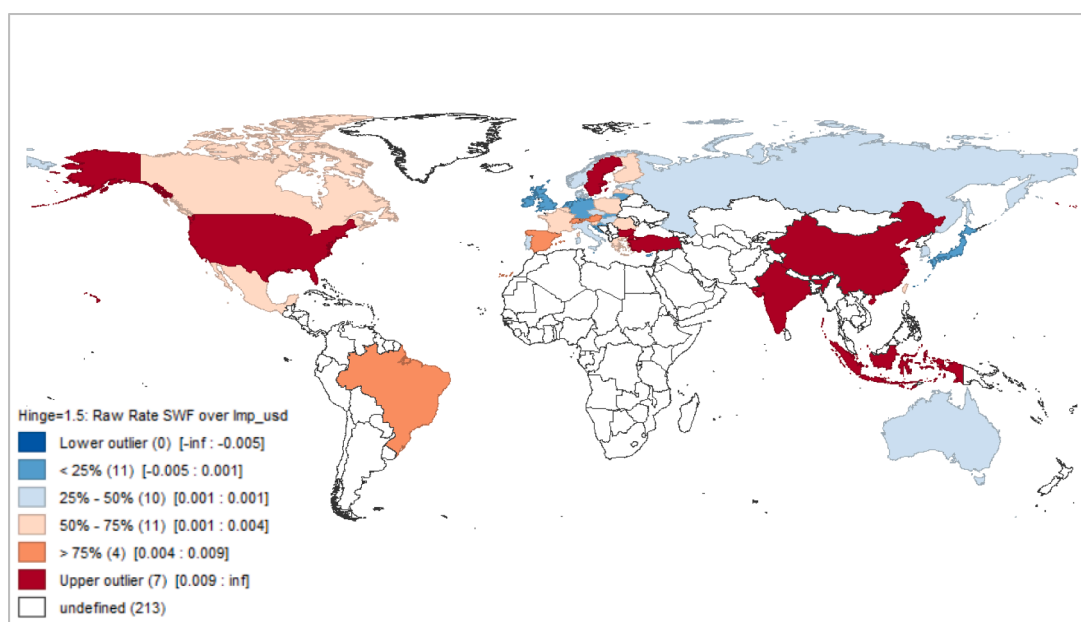 Hinge=1.5: Raw Rate SWF over Imp_usd
Lower outlier (0) [-inf : -0.005]
< 25% (11) [-0.005 : 0.001]
25% - 50% (10) [0.001 : 0.001]
50% - 75% (11) [0.001 : 0.004]
> 75% (4) [0.004 : 0.009]
Upper outlier (7) [0.009 : inf]
undefined (213)